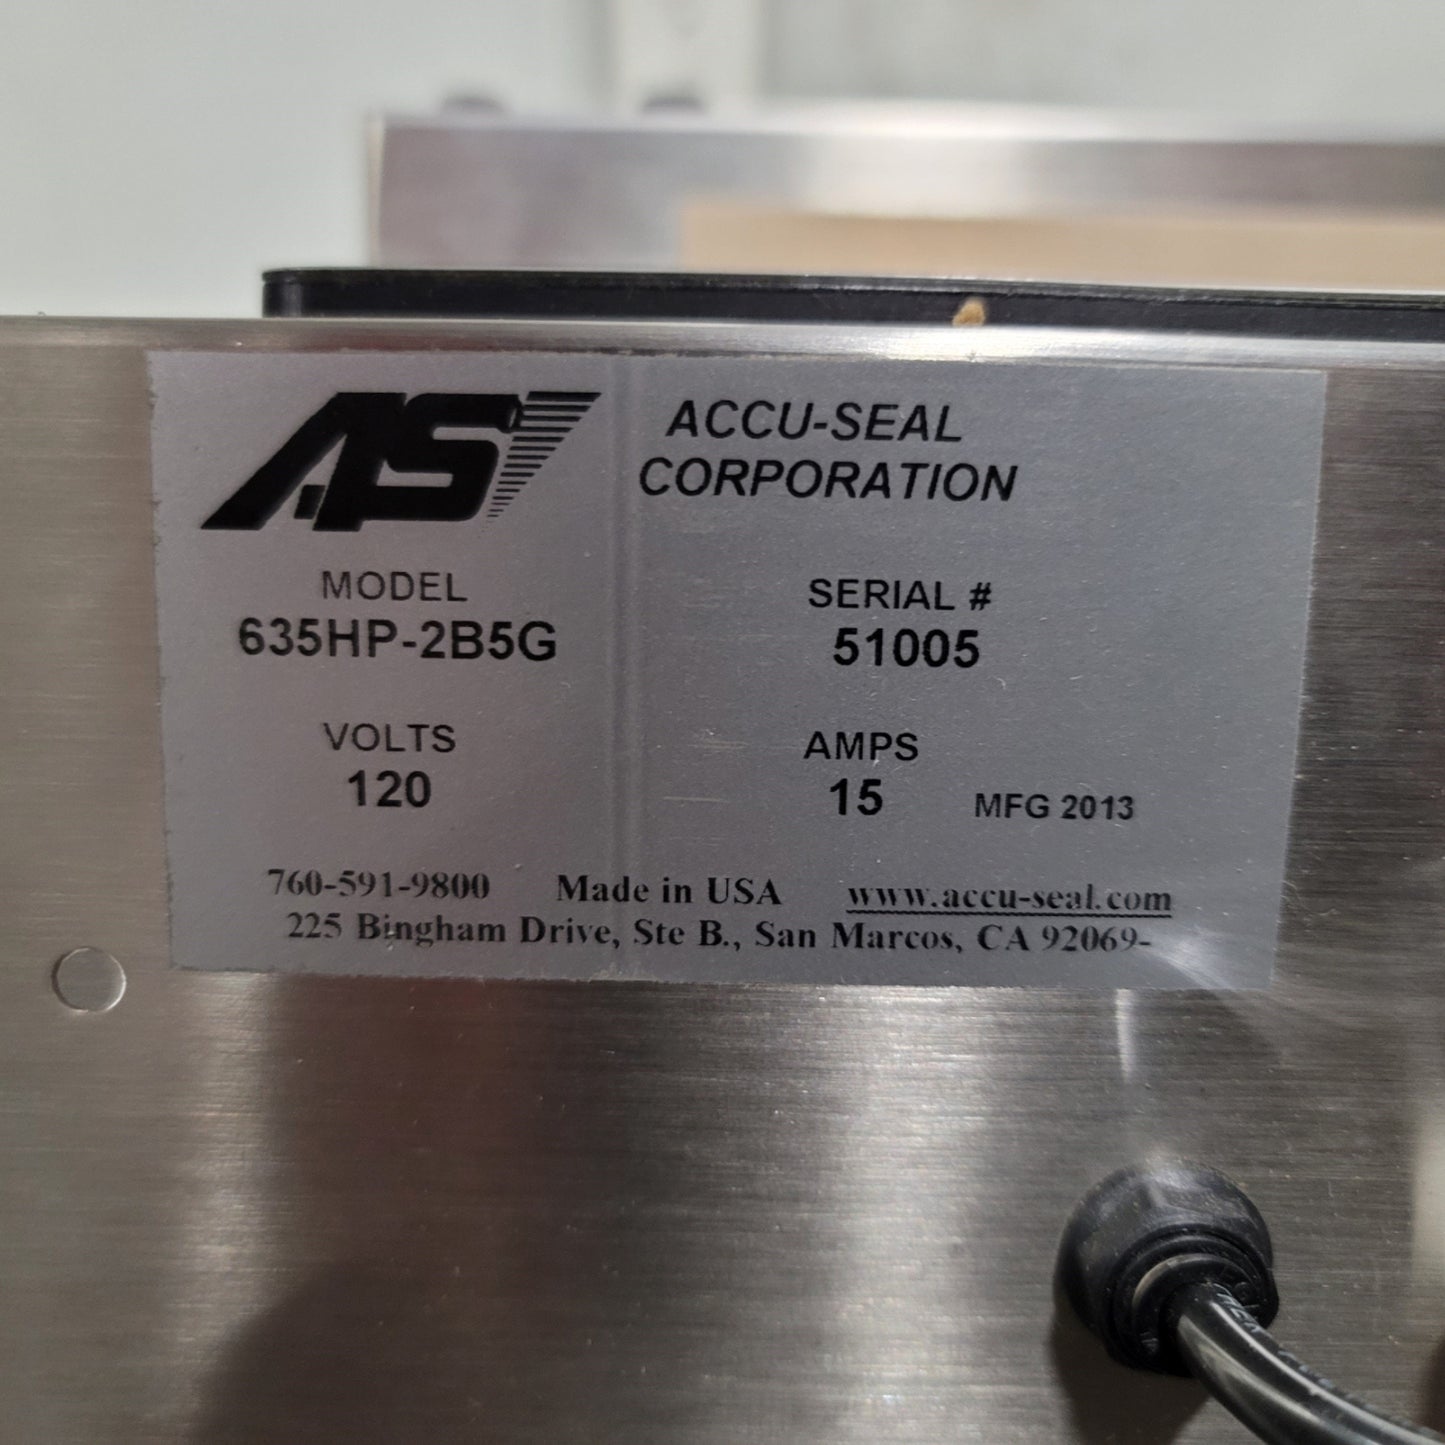 AS
ACCU-SEAL
CORPORATION
MODEL
635HP-2B5G
SERIAL #
51005
VOLTS
120
AMPS
15
MFG 2013
760-591-9800 Made in USA www.accu-seal.com
225 Bingham Drive, Ste B., San Marcos, CA 92069-